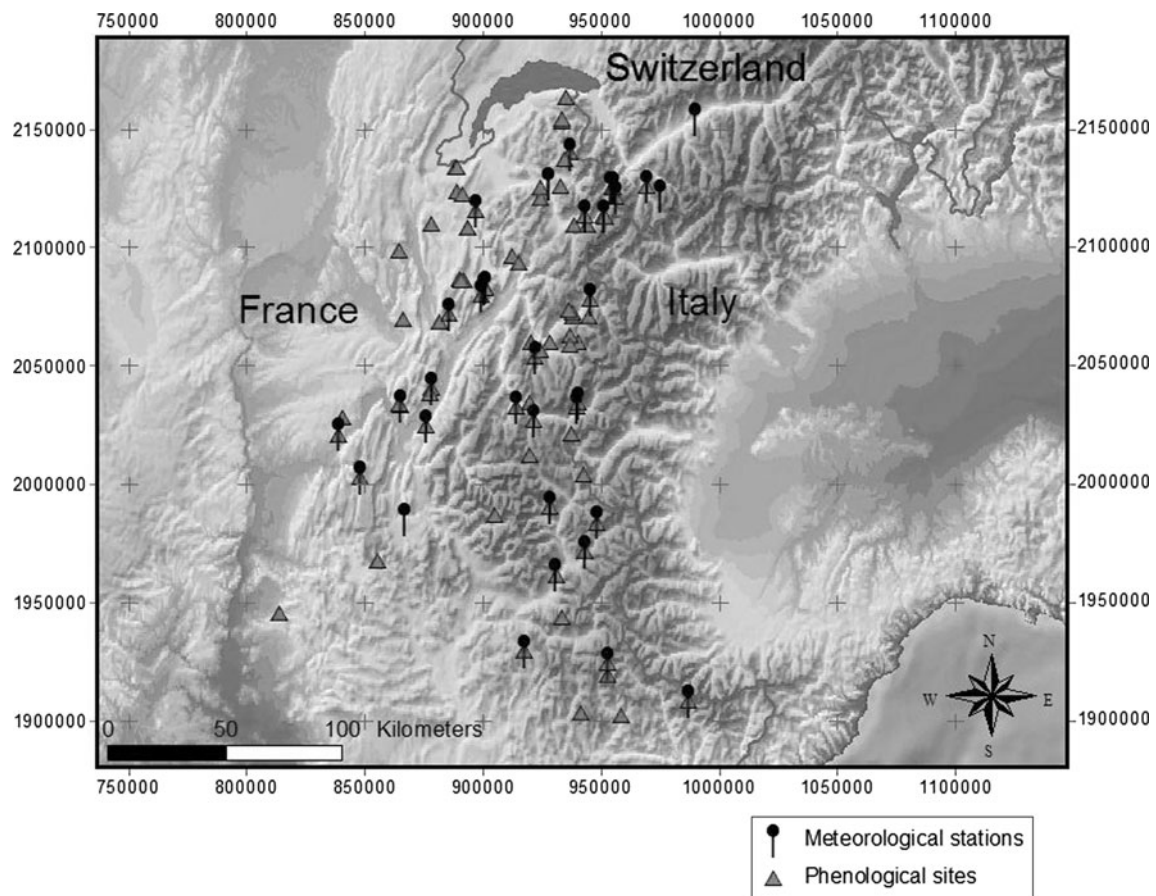 750000 800000 850000 900000 950000 1000000 1050000 1100000
Switzerland
2150000 2150000
2100000 2100000
France Italy
2050000 2050000
2000000 2000000
1950000 1950000
N
W E
S
1900000 1900000
0 50 100 Kilometers
750000 800000 850000 900000 950000 1000000 1050000 1100000
Meteorological stations
Phenological sites